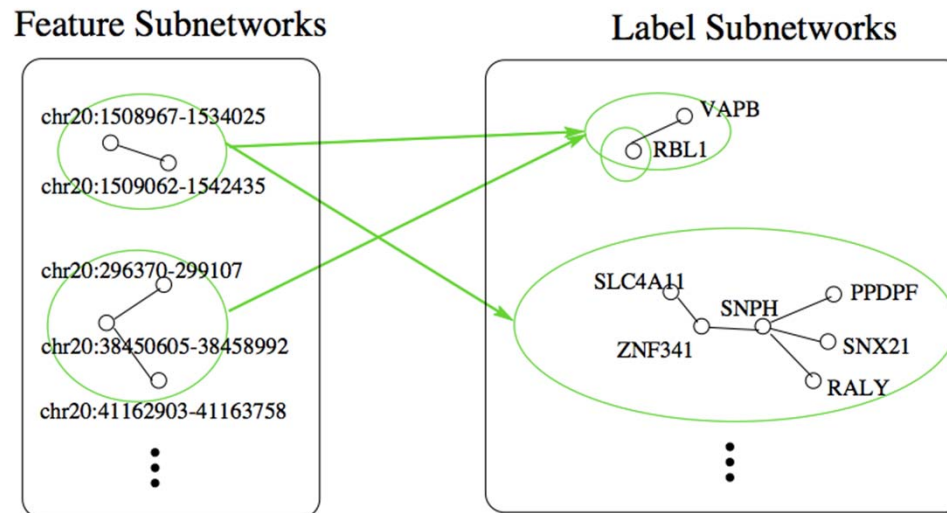 Feature Subnetworks
Label Subnetworks
chr20:1508967-1534025
chr20:1509062-1542435
chr20:296370-299107
chr20:38450605-38458992
chr20:41162903-41163758
VAPB
RBL1
SLC4A11
SNPH
PPDPF
ZNF341
SNX21
RALY